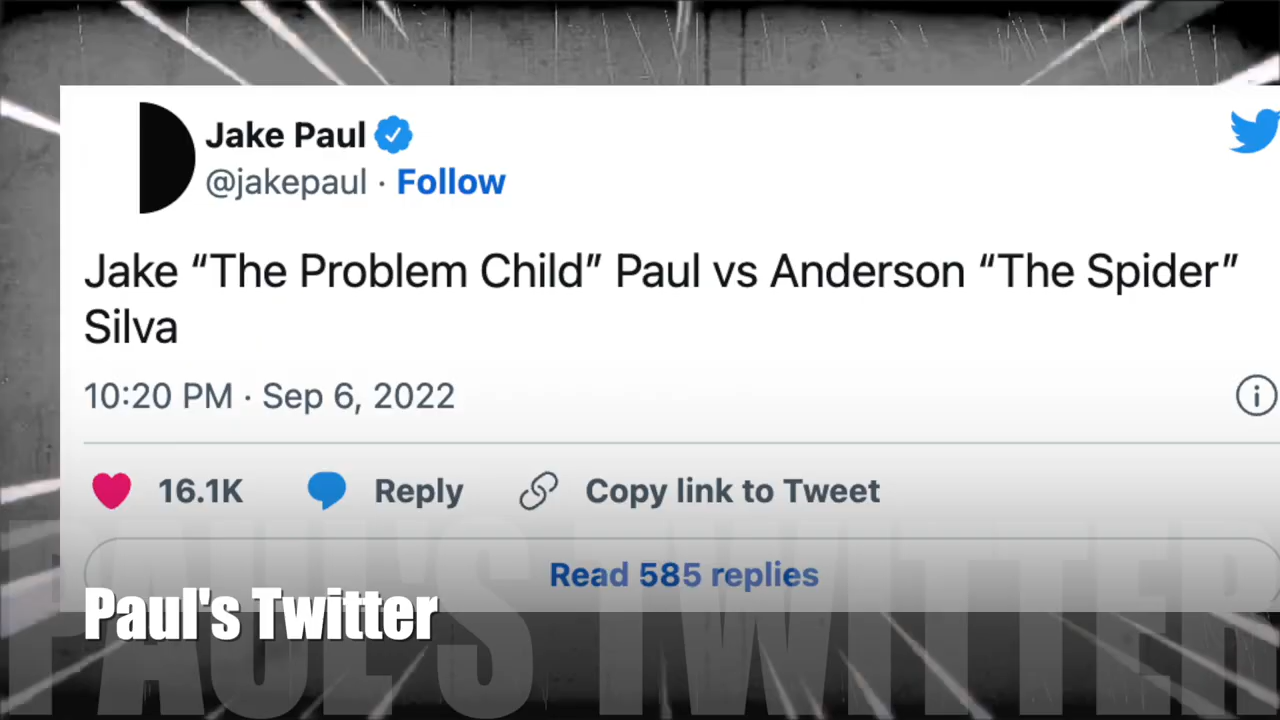 Jake Paul
@jakepaul · Follow
Jake “The Problem Child” Paul vs Anderson “The Spider”
Silva
10:20 PM · Sep 6, 2022
16.1K Reply Copy link to Tweet
Read 585 replies
Paul's Twitter
PAUL'S TWITTER